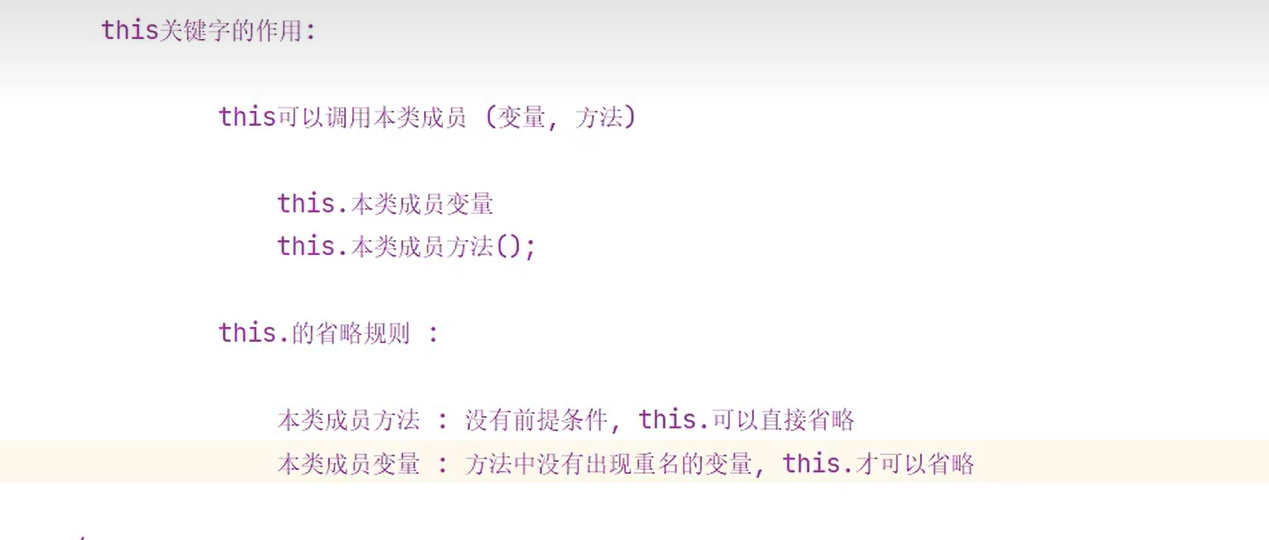 this关键字的作用:
this可以调用本类成员 (变量, 方法)
this.本类成员变量
this.本类成员方法();
this.的省略规则 :
本类成员方法 : 没有前提条件, this.可以直接省略
本类成员变量 : 方法中没有出现重名的变量, this.才可以省略